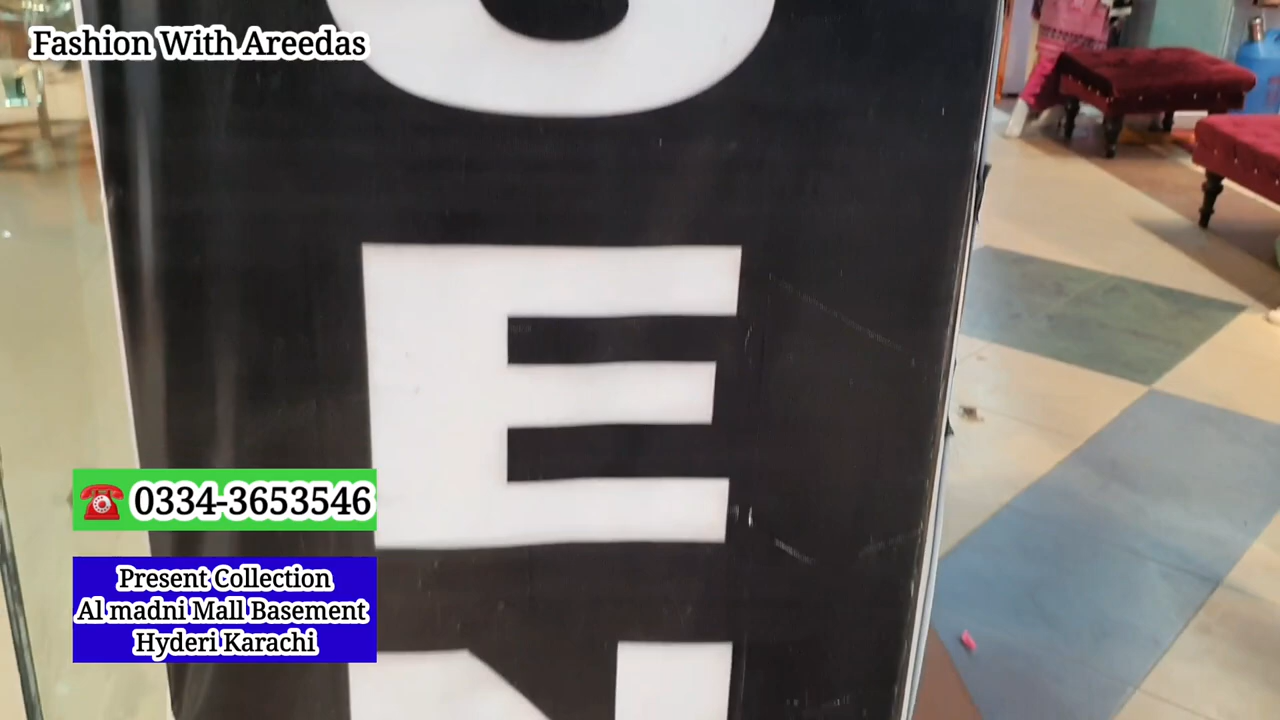 Fashion With Areedas
E
N
☎️ 0334-3653546
Present Collection
Al madni Mall Basement
Hyderi Karachi